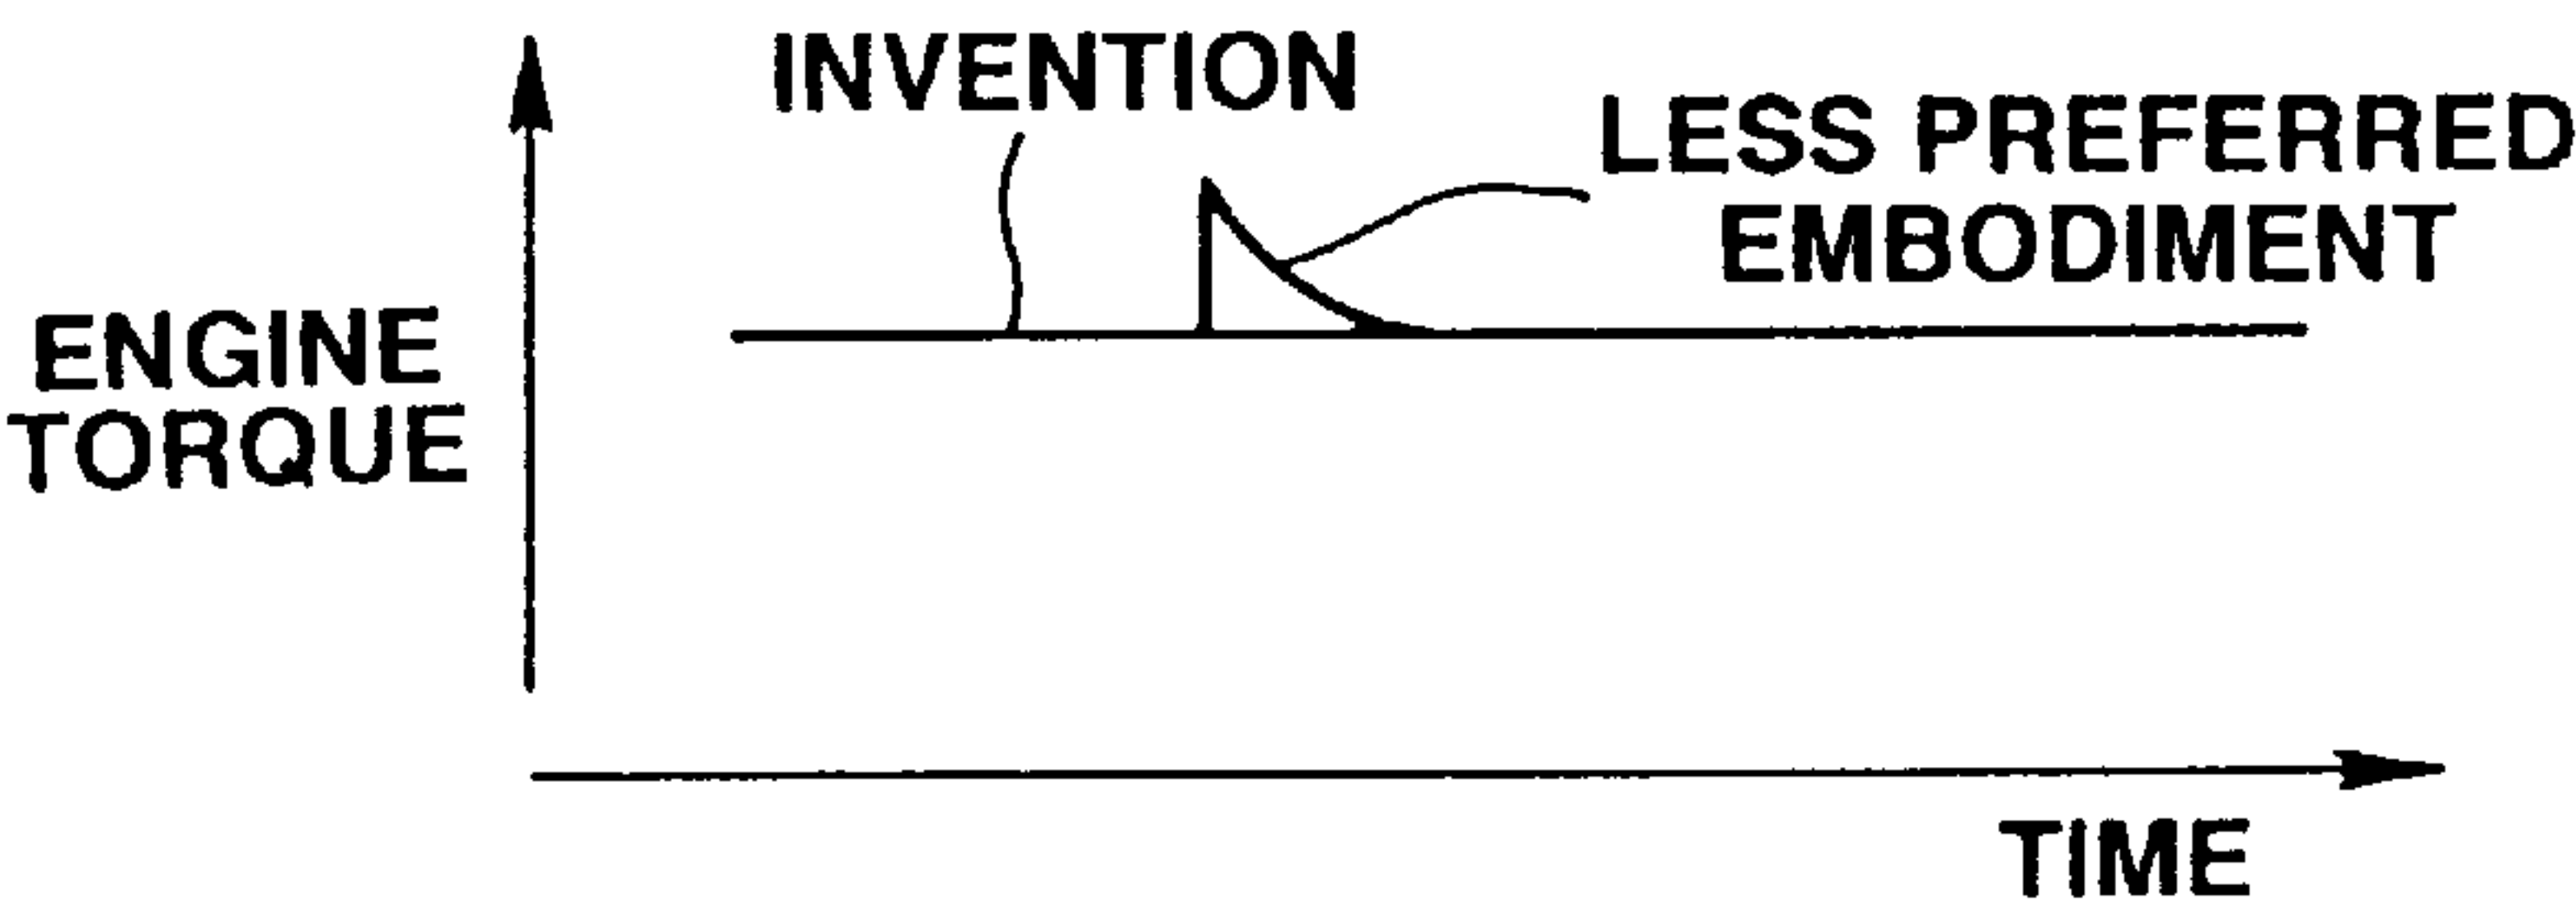 INVENTION
LESS PREFERRED
EMBODIMENT
ENGINE
TORQUE
TIME